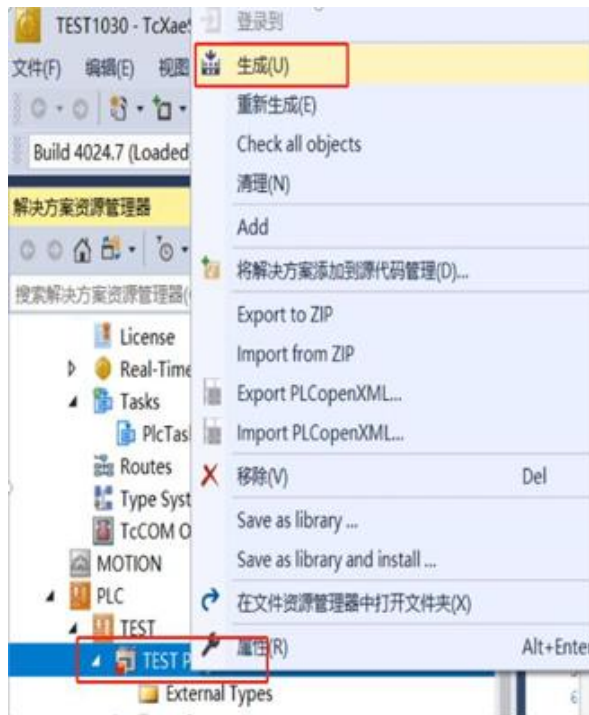 TEST1030 - TcXaeS
登录到
文件(F) 编辑(E) 视图
生成(U)
重新生成(E)
Build 4024.7 (Loaded
Check all objects
清理(N)
解决方案资源管理器
Add
将解决方案添加到源代码管理(D)...
搜索解决方案资源管理器(
Export to ZIP
License
Import from ZIP
Real-Time
Export PLCopenXML...
Tasks
Import PLCopenXML...
PlcTas
Routes
移除(V) Del
Type Syst
Save as library ...
TcCOM O
Save as library and install ...
MOTION
PLC
在文件资源管理器中打开文件夹(X)
TEST
属性(R) Alt+Enter
TEST P
External Types